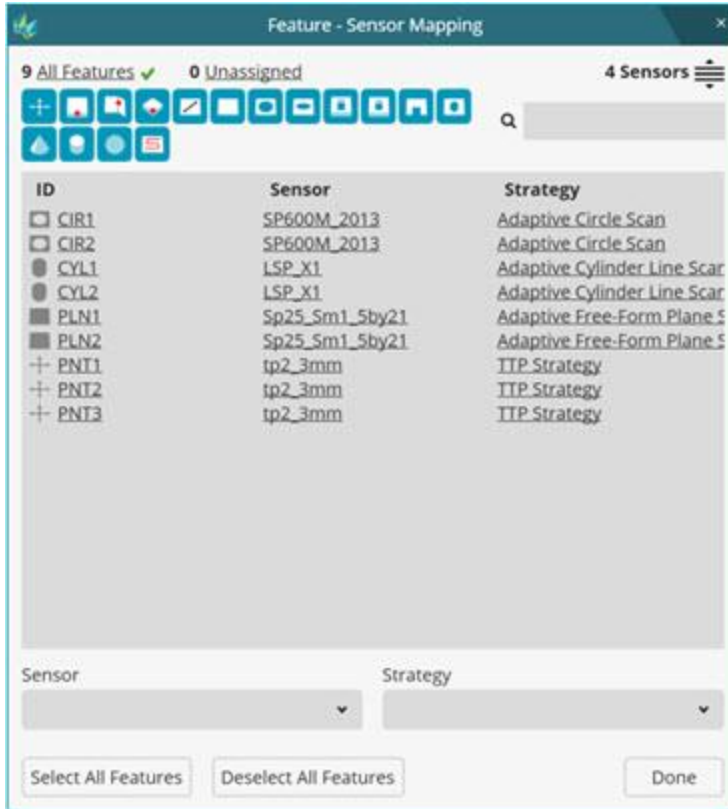 Feature - Sensor Mapping
9 All Features 0 Unassigned 4 Sensors
ID Sensor Strategy
CIR1 SP600M_2013 Adaptive Circle Scan
CIR2 SP600M_2013 Adaptive Circle Scan
CYL1 LSP_X1 Adaptive Cylinder Line Scan
CYL2 LSP_X1 Adaptive Cylinder Line Scan
PLN1 Sp25_Sm1_5by21 Adaptive Free-Form Plane S
PLN2 Sp25_Sm1_5by21 Adaptive Free-Form Plane S
PNT1 tp2_3mm TTP Strategy
PNT2 tp2_3mm TTP Strategy
PNT3 tp2_3mm TTP Strategy
Sensor Strategy
Select All Features Deselect All Features Done